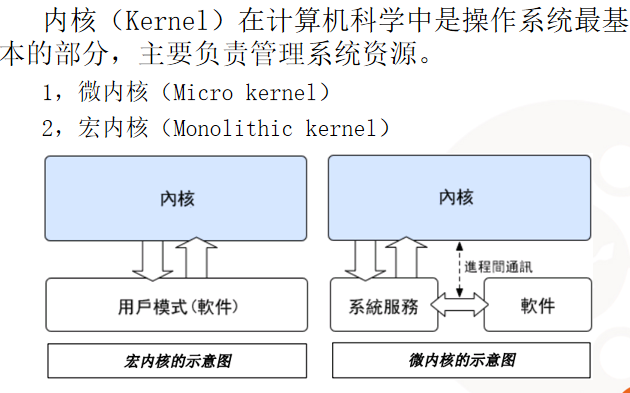 内核（Kernel）在计算机科学中是操作系统最基
本的部分，主要负责管理系统资源。
1，微内核（Micro kernel）
2，宏内核（Monolithic kernel）
內核
用戶模式(軟件)
宏内核的示意图
內核
進程間通訊
系統服務
軟件
微内核的示意图